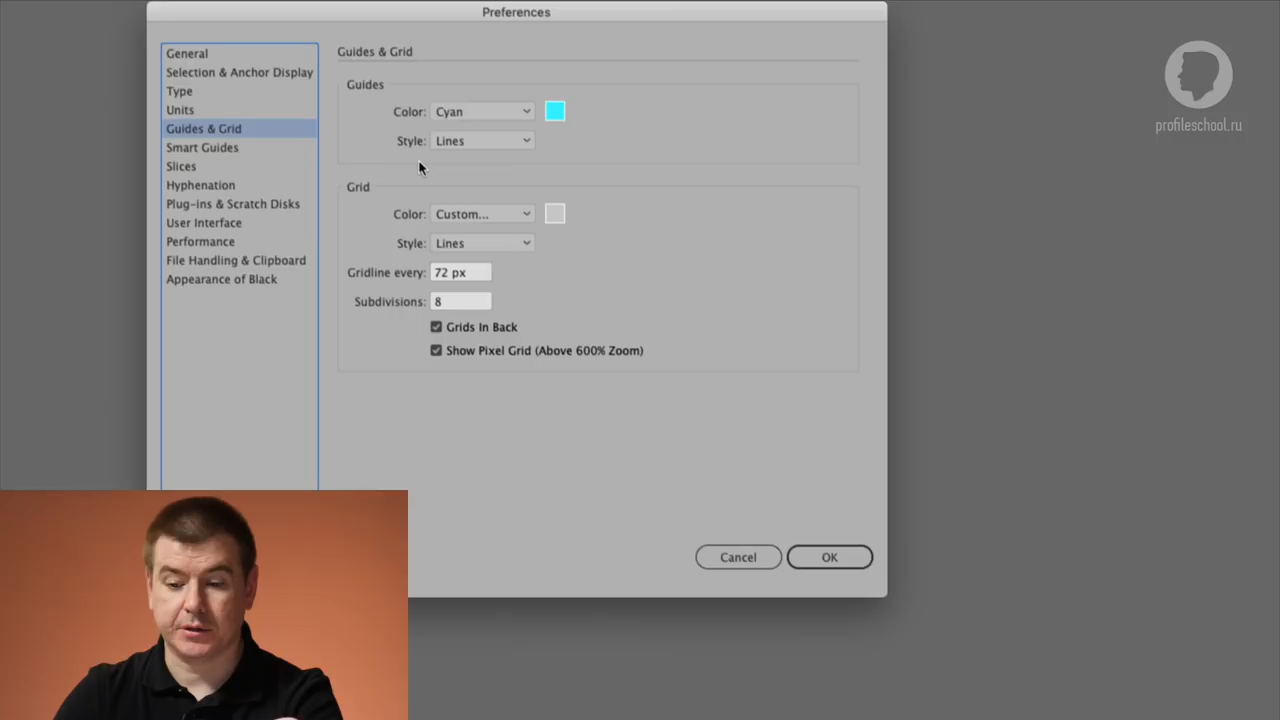 Preferences
General
Selection & Anchor Display
Type
Units
Guides & Grid
Smart Guides
Slices
Hyphenation
Plug-ins & Scratch Disks
User Interface
Performance
File Handling & Clipboard
Appearance of Black
Guides & Grid
Guides
Color: Cyan
Style: Lines
Grid
Color: Custom...
Style: Lines
Gridline every: 72 px
Subdivisions: 8
Grids In Back
Show Pixel Grid (Above 600% Zoom)
Cancel
OK
profileschool.ru